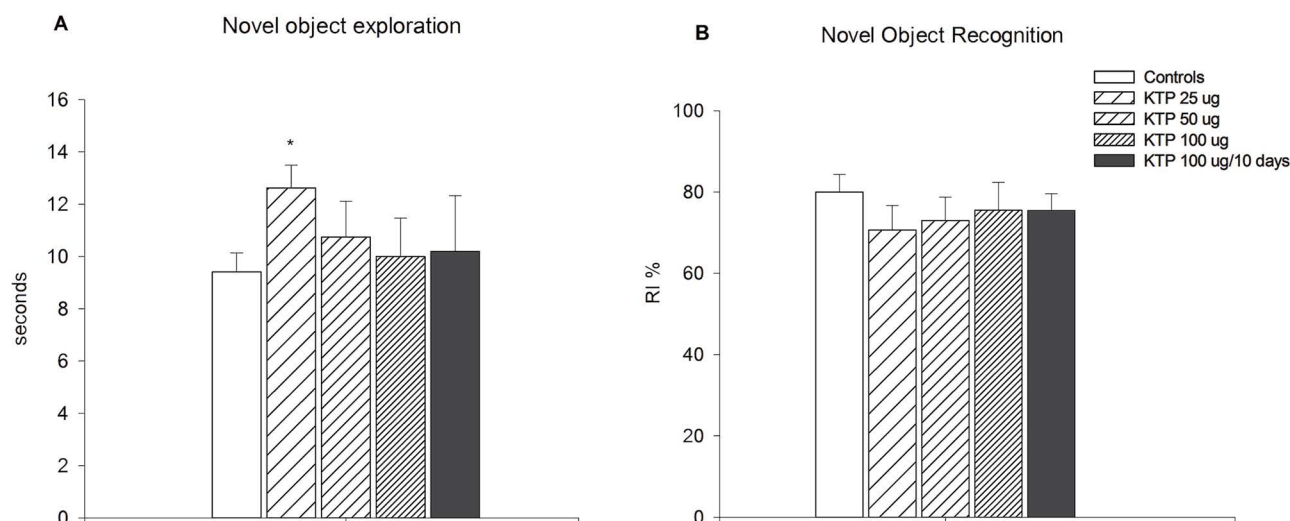 A
Novel object exploration
16
14
12
10
8
6
4
2
0
seconds
*
B
Novel Object Recognition
Controls
KTP 25 ug
KTP 50 ug
KTP 100 ug
KTP 100 ug/10 days
100
80
60
40
20
0
RI %